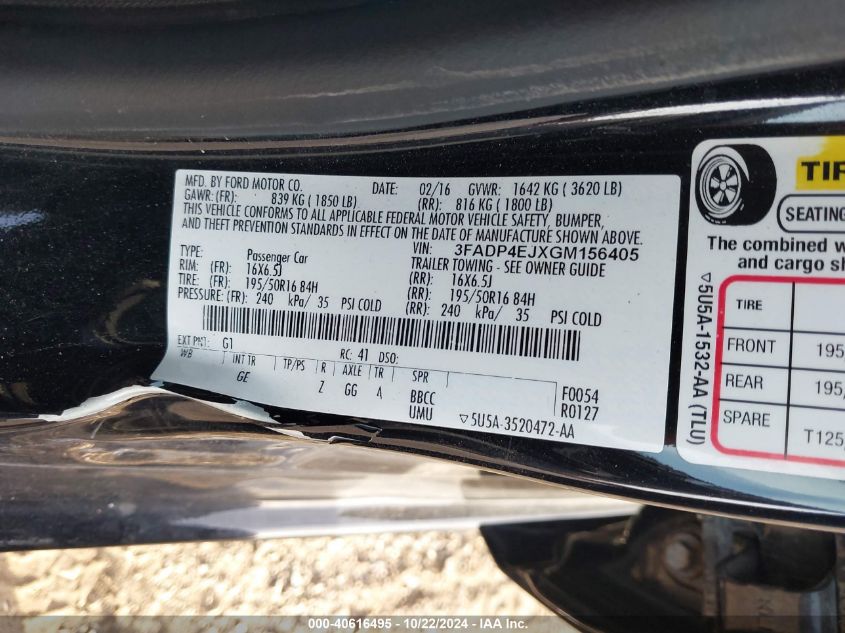 MFD. BY FORD MOTOR CO.
DATE: 02/16 GVWR: 1642 KG ( 3620 LB)
GAWR: (FR): 839 KG ( 1850 LB) (RR): 816 KG ( 1800 LB)
THIS VEHICLE CONFORMS TO ALL APPLICABLE FEDERAL MOTOR VEHICLE SAFETY, BUMPER,
AND THEFT PREVENTION STANDARDS IN EFFECT ON THE DATE OF MANUFACTURE SHOWN ABOVE.
VIN: 3FADP4EJXGM156405
TYPE: Passenger Car TRAILER TOWING - SEE OWNER GUIDE
RIM: (FR) 16X6.5J (RR): 16X6.5J
TIRE: (FR) 195/50R16 84H (RR): 195/50R16 84H
PRESSURE: (FR): 240 kPa/ 35 PSI COLD (RR): 240 kPa/ 35 PSI COLD
EXT PNT: G1 RC: 41 DSO:
WB INT TR TP/PS R AXLE TR SPR
GE Z GG A BBCC F0054
UMU ▽5U5A-3520472-AA R0127
▽5U5A-1532-AA (TLU)
TIR
SEATING
The combined w
and cargo sh
TIRE
FRONT 195
REAR 195,
SPARE T125,
000-40616495 - 10/22/2024 - IAA Inc.